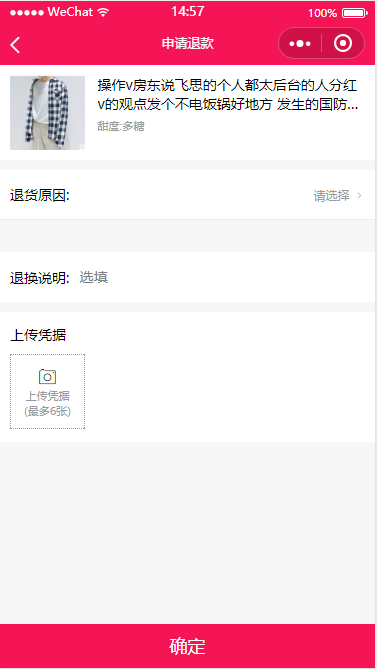 WeChat 14:57 100%
申请退款
操作v房东说飞思的个人都太后台的人分红
v的观点发个不电饭锅好地方 发生的国防...
甜度:多糖
退货原因: 请选择
退换说明: 选填
上传凭据
上传凭据
(最多6张)
确定